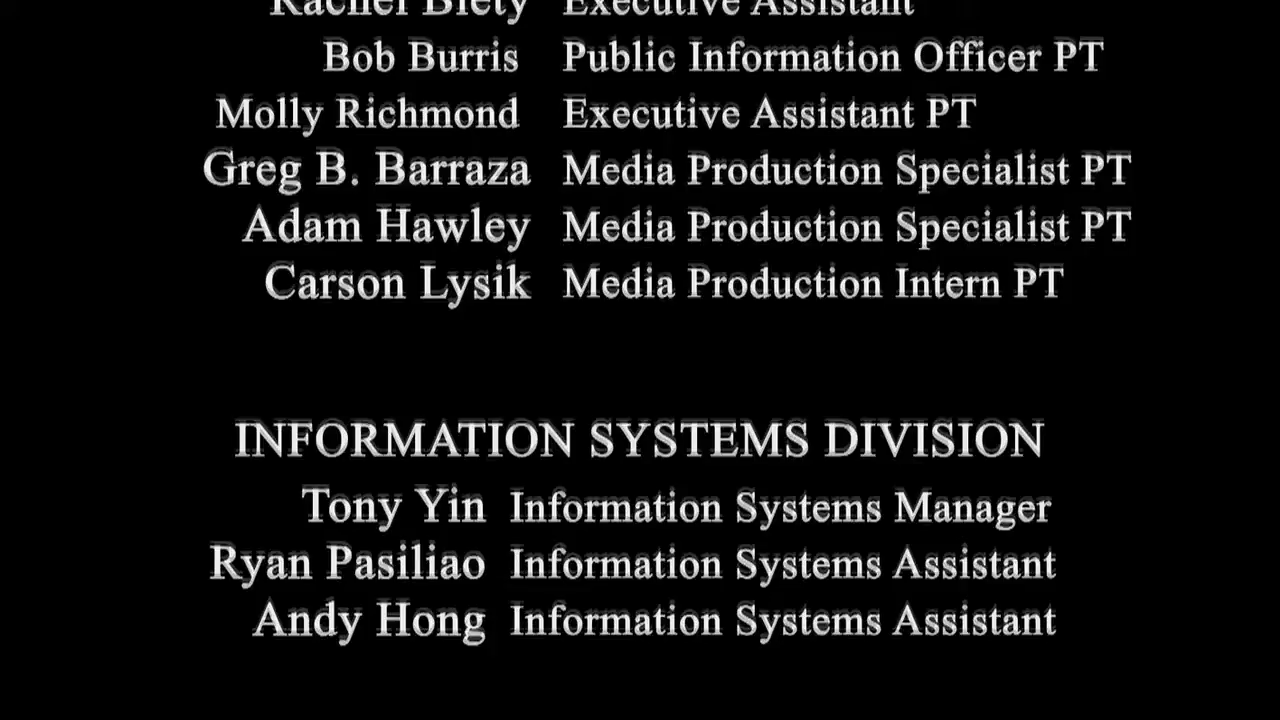 Executive Assistant
Bob Burris Public Information Officer PT
Molly Richmond Executive Assistant PT
Greg B. Barraza Media Production Specialist PT
Adam Hawley Media Production Specialist PT
Carson Lysik Media Production Intern PT
INFORMATION SYSTEMS DIVISION
Tony Yin Information Systems Manager
Ryan Pasiliao Information Systems Assistant
Andy Hong Information Systems Assistant